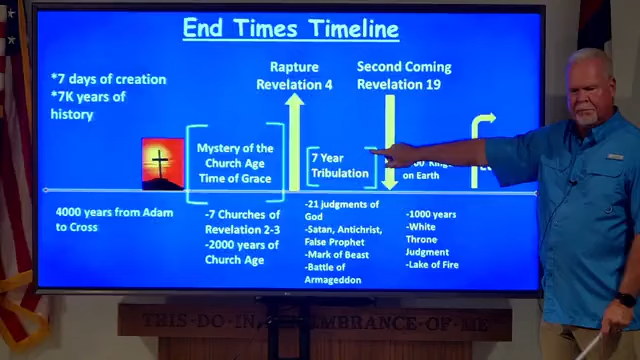 End Times Timeline
*7 days of creation
*7K years of
history
Rapture
Revelation 4
Second Coming
Revelation 19
Mystery of the
Church Age
Time of Grace
7 Year
Tribulation
on Earth
4000 years from Adam
to Cross
-7 Churches of
Revelation 2-3
-2000 years of
Church Age
-21 judgments of
God
-Satan, Antichrist,
False Prophet
-Mark of Beast
-Battle of
Armageddon
-1000 years
-White
Throne
Judgment
-Lake of Fire
THIS·DO·IN OF·ME